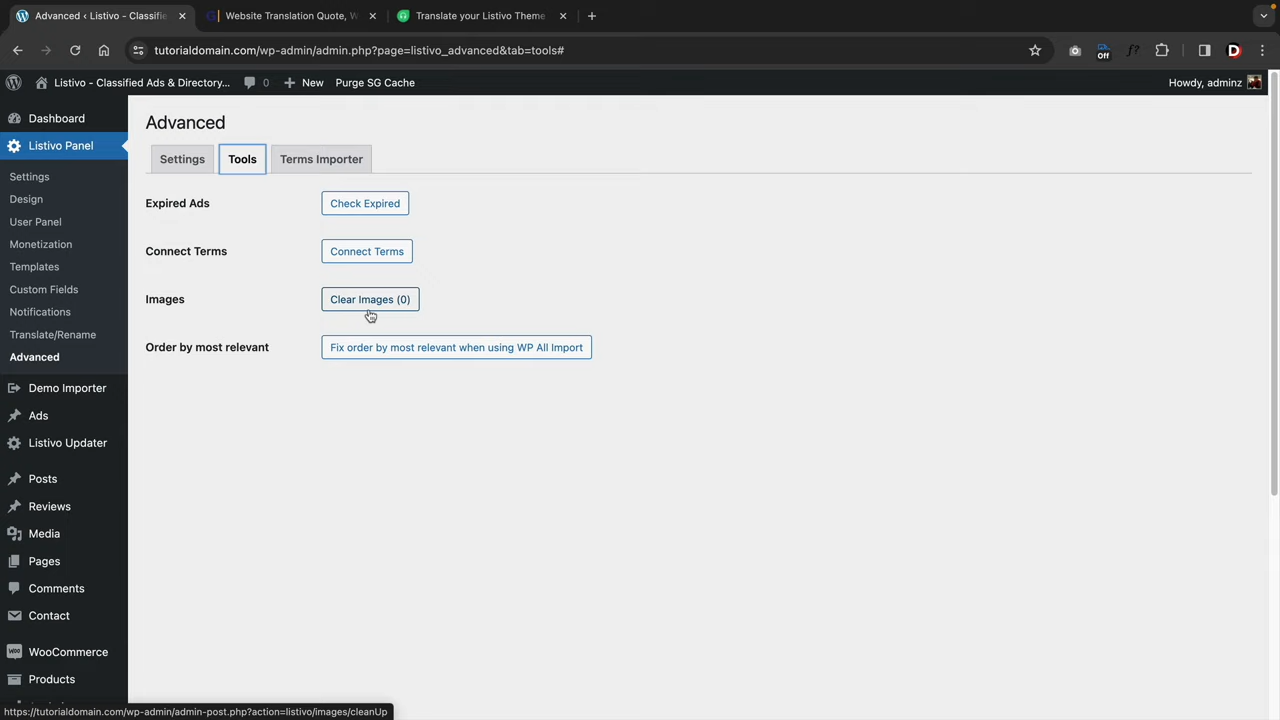 Advanced ‹ Listivo – Classifie
Website Translation Quote, W
Translate your Listivo Theme
tutorialdomain.com/wp-admin/admin.php?page=listivo_advanced&tab=tools#
Off
f?
D
Listivo - Classified Ads & Directory...
0
New
Purge SG Cache
Howdy, adminz
Dashboard
Listivo Panel
Settings
Design
User Panel
Monetization
Templates
Custom Fields
Notifications
Translate/Rename
Advanced
Demo Importer
Ads
Listivo Updater
Posts
Reviews
Media
Pages
Comments
Contact
WooCommerce
Products
Advanced
Settings
Tools
Terms Importer
Expired Ads
Check Expired
Connect Terms
Connect Terms
Images
Clear Images (0)
Order by most relevant
Fix order by most relevant when using WP All Import
https://tutorialdomain.com/wp-admin/admin-post.php?action=listivo/images/cleanUp